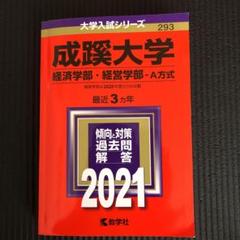 大学入試シリーズ
293
成蹊大学
経済学部・経営学部-A方式
最近3カ年
傾向と対策
過去問
解答
2021
教学社